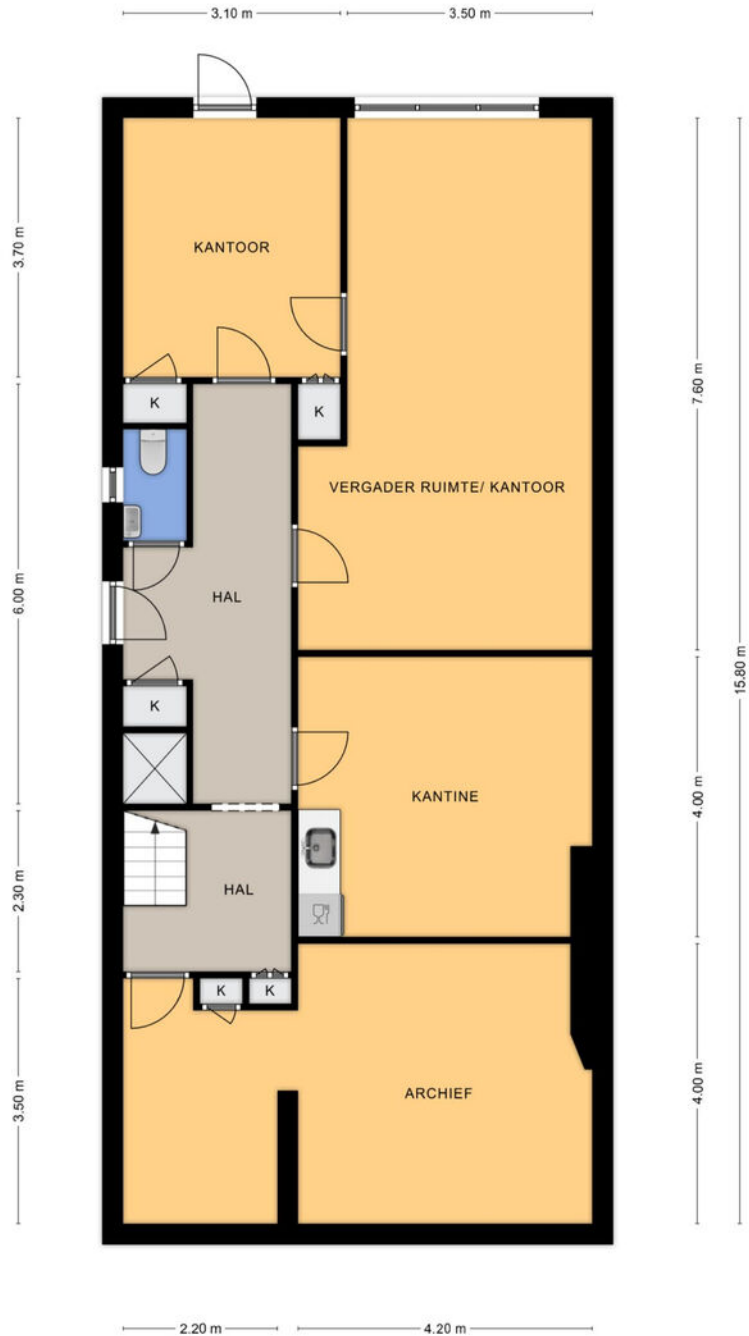 3.10 m
3.50 m
3.70 m
KANTOOR
7.60 m
K
K
VERGADER RUIMTE/ KANTOOR
6.00 m
HAL
15.80 m
K
KANTINE
4.00 m
2.30 m
HAL
K
K
3.50 m
ARCHIEF
4.00 m
2.20 m
4.20 m